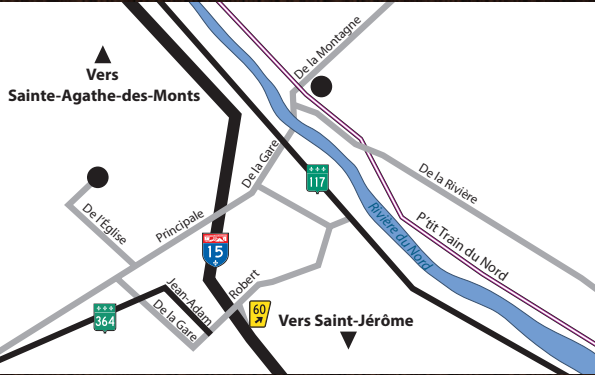 De la Montagne
Vers
Sainte-Agathe-des-Monts
De la Gare
117
De la Rivière
De l'Église
Principale
Rivière du Nord
P'tit Train du Nord
15
Jean-Adam
Robert
364
De la Gare
60
Vers Saint-Jérôme